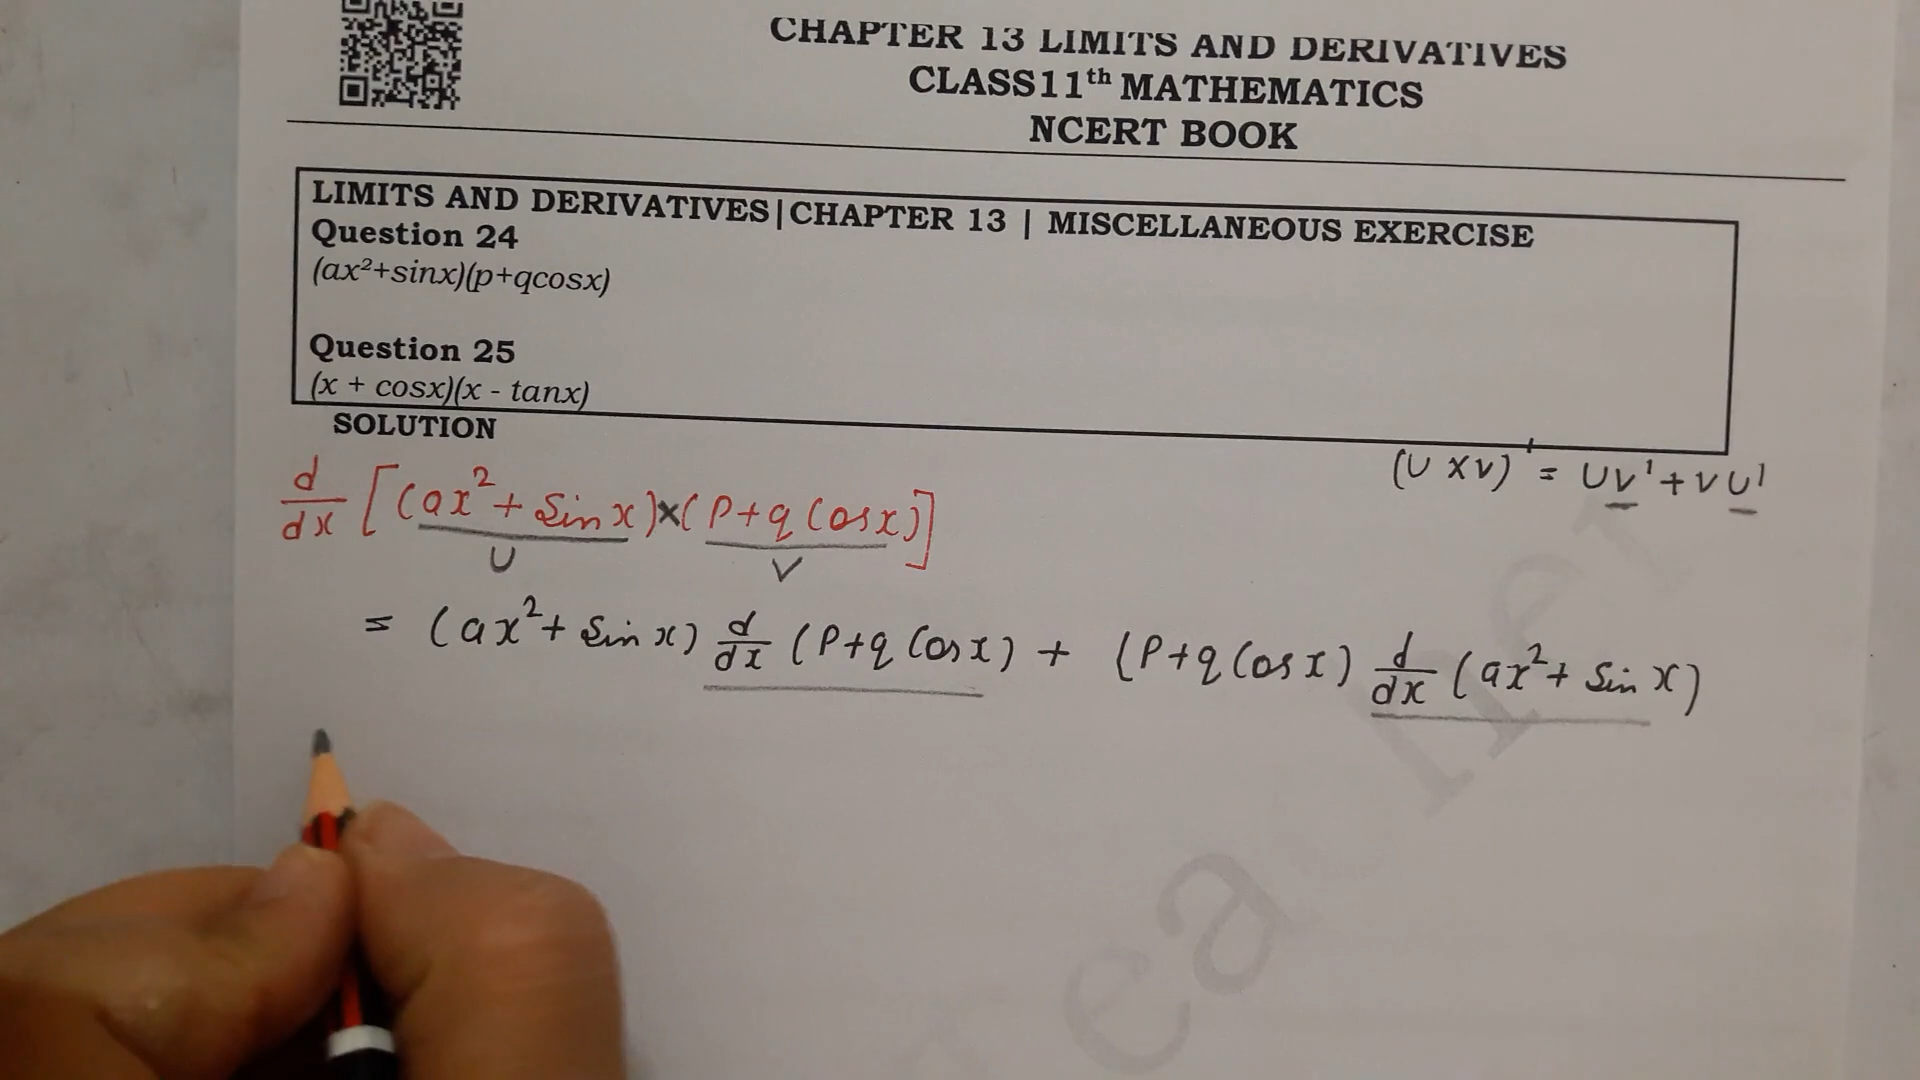 CHAPTER 13 LIMITS AND DERIVATIVES
CLASS11th MATHEMATICS
NCERT BOOK
LIMITS AND DERIVATIVES|CHAPTER 13 | MISCELLANEOUS EXERCISE
Question 24
(ax²+sinx)(p+qcosx)
Question 25
(x + cosx)(x - tanx)
SOLUTION
(U×V)' = UV' + VU'
d/dx [(ax²+Sin x)×(P+q Cos x)]
U V
= (ax²+ Sin x) d/dx (P+q Cos x) + (P+q Cos x) d/dx (ax²+ Sin x)